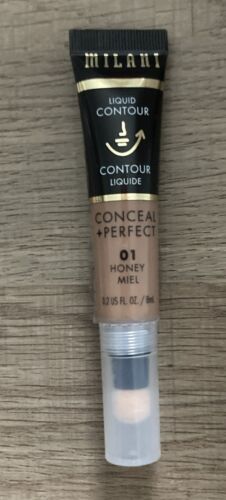 MILANI
LIQUID
CONTOUR
CONTOUR
LIQUIDE
CONCEAL
+PERFECT
01
HONEY
MIEL
0.2 US FL. OZ. / 6mL